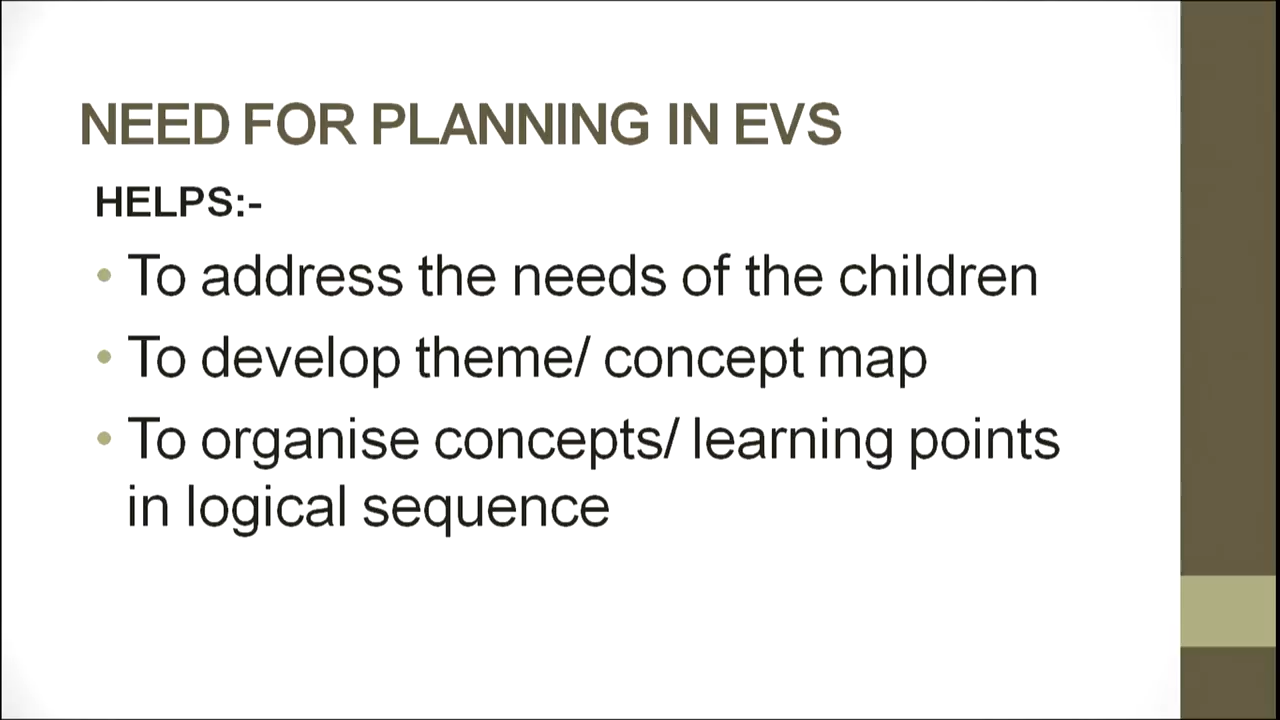 NEED FOR PLANNING IN EVS
HELPS:-
• To address the needs of the children
• To develop theme/ concept map
• To organise concepts/ learning points
in logical sequence